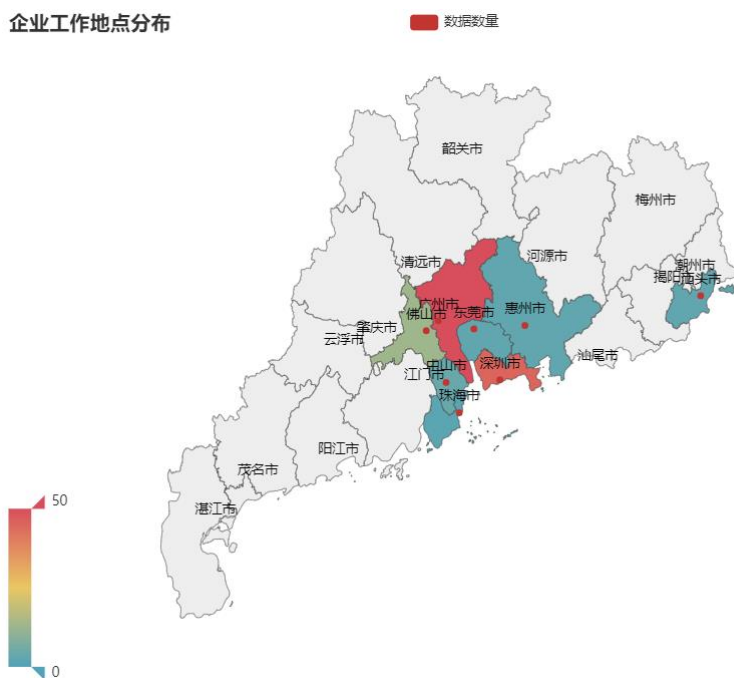 企业工作地点分布
数据数量
韶关市
梅州市
清远市
河源市
潮州市
揭阳市
汕头市
广州市
佛山市
东莞市
惠州市
肇庆市
云浮市
汕尾市
江门市
中山市
深圳市
珠海市
阳江市
茂名市
湛江市
50
0